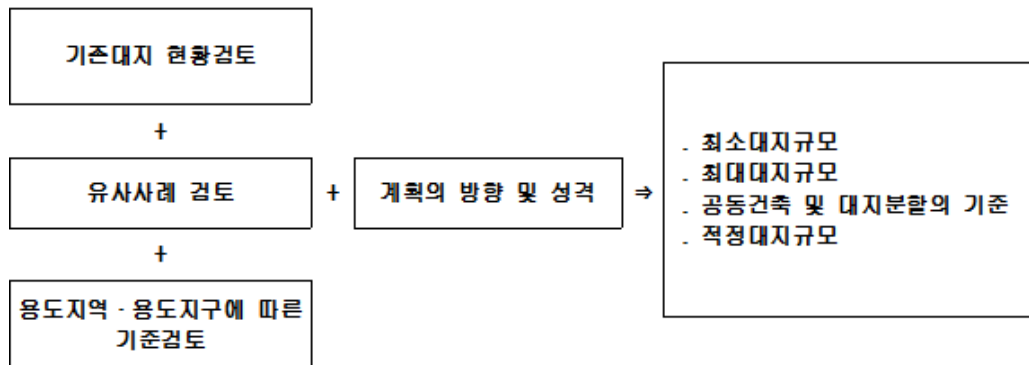 기존대지 현황검토
+
유사사례 검토
+
계획의 방향 및 성격
⇒
+
용도지역 · 용도지구에 따른
기준검토
. 최소대지규모
. 최대대지규모
. 공동건축 및 대지분할의 기준
. 적정대지규모